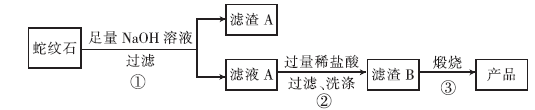 蛇纹石
足量 NaOH 溶液
过滤
①
滤渣 A
滤液 A
过量稀盐酸
过滤、洗涤
②
滤渣 B
煅烧
③
产品